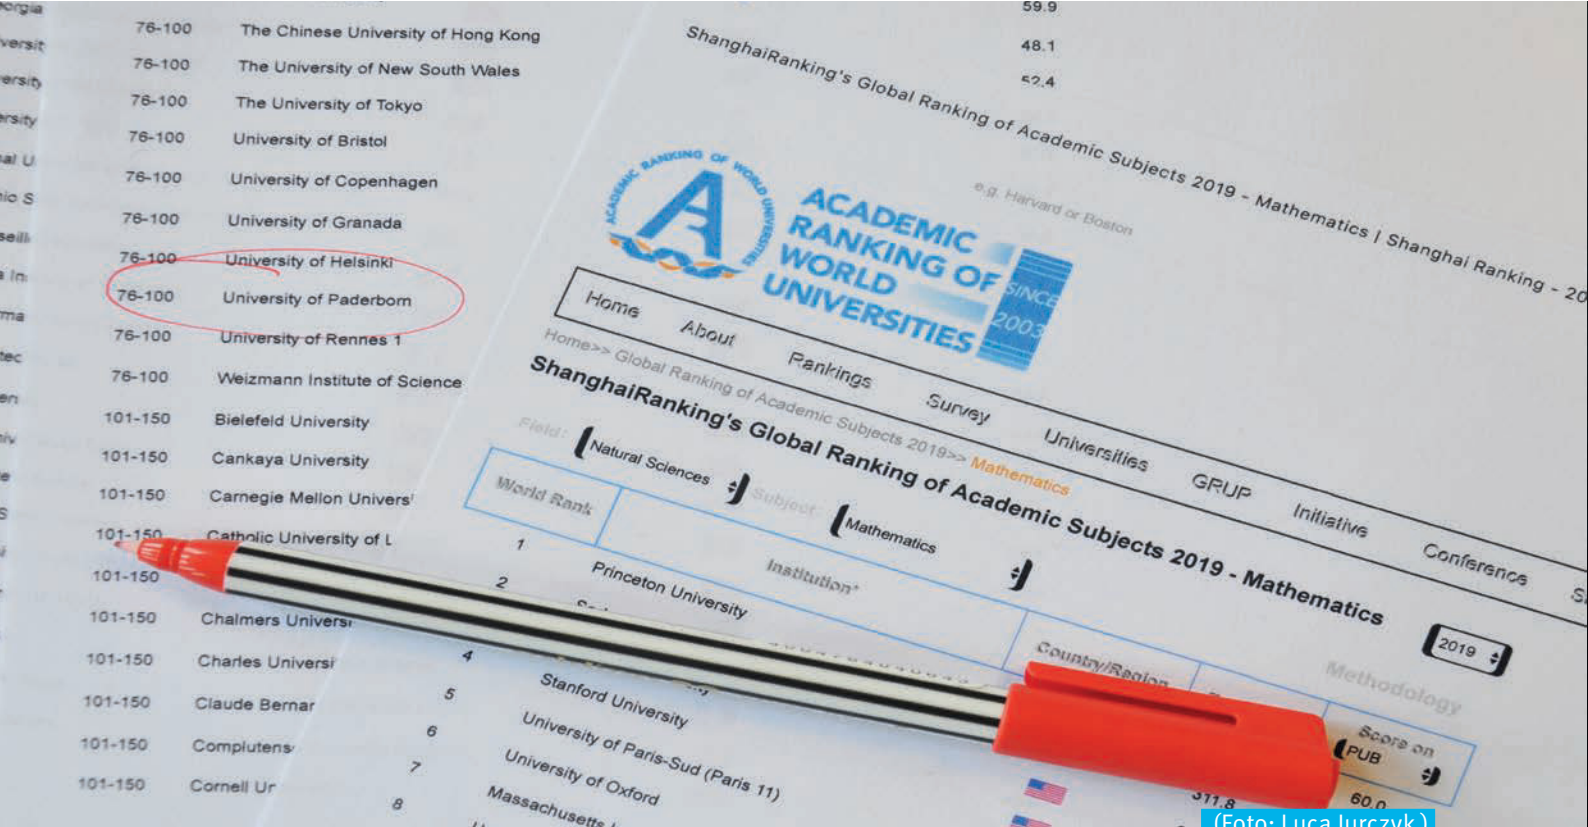 76-100 The Chinese University of Hong Kong
76-100 The University of New South Wales
76-100 The University of Tokyo
76-100 University of Bristol
76-100 University of Copenhagen
76-100 University of Granada
76-100 University of Helsinki
76-100 University of Paderborn
76-100 University of Rennes 1
76-100 Weizmann Institute of Science
101-150 Bielefeld University
101-150 Cankaya University
101-150 Carnegie Mellon Univers
101-150 Catholic University of L
101-150
101-150 Chalmers Universi
101-150 Charles Universi
101-150 Claude Bernar
101-150 Complutens
101-150 Cornell Un
59.9
48.1
52.4
ShanghaiRanking's Global Ranking of Academic Subjects 2019 - Mathematics | Shanghai Ranking - 20
e.g. Harvard or Boston
ACADEMIC RANKING OF WORLD UNIVERSITIES
ACADEMIC
RANKING OF
WORLD
UNIVERSITIES
SINCE
2003
Home About Rankings Survey Universities GRUP Initiative Conference
Home>> Global Ranking of Academic Subjects 2019>> Mathematics
ShanghaiRanking's Global Ranking of Academic Subjects 2019 - Mathematics
Field: Natural Sciences Subject: Mathematics 2019
Methodology
World Rank Institution* Country/Region Score on
PUB
1 Princeton University
2
4
5 Stanford University
6 University of Paris-Sud (Paris 11)
7 University of Oxford
8 Massachusetts
311.8 60.0
(Foto: Luca Jurczyk)